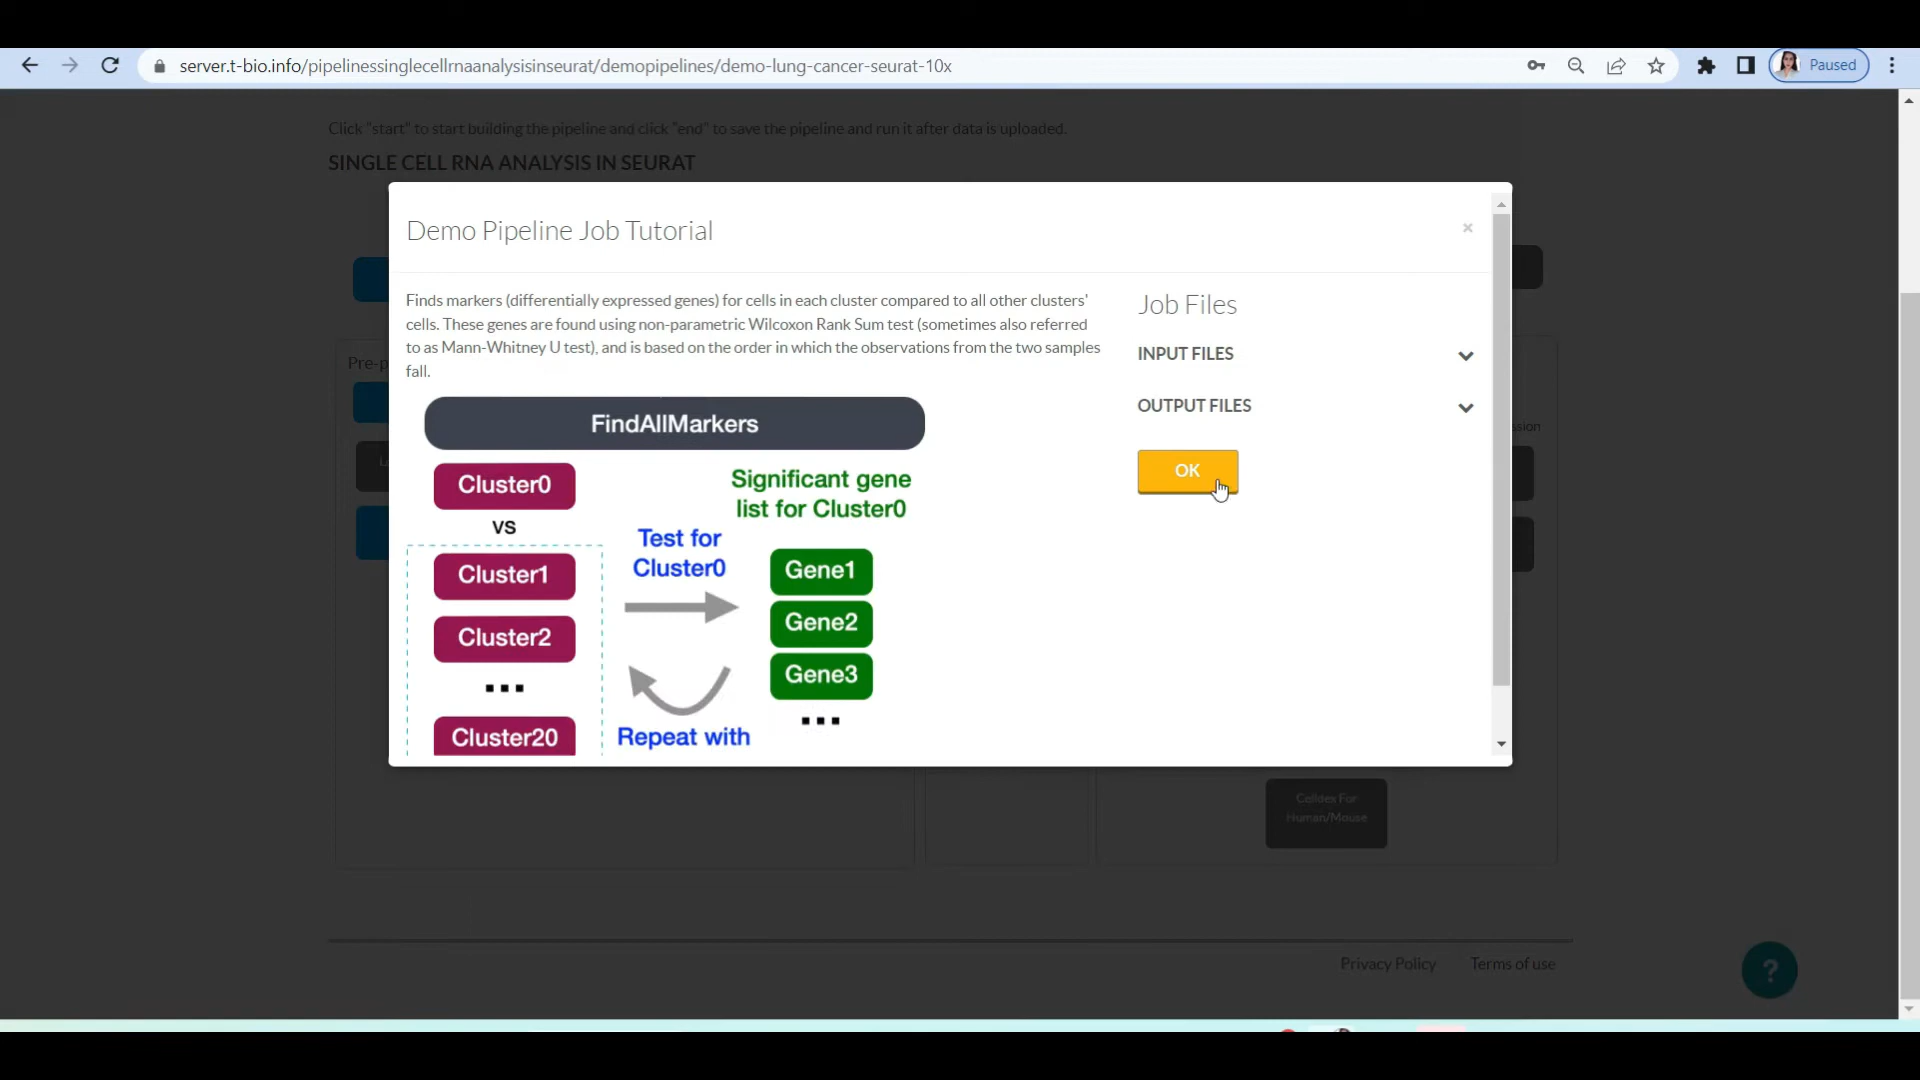 server.t-bio.info/pipelinessinglecellrnaanalysisinseurat/demopipelines/demo-lung-cancer-seurat-10x
Paused
Click "start" to start building the pipeline and click "end" to save the pipeline and run it after data is uploaded.
SINGLE CELL RNA ANALYSIS IN SEURAT
Demo Pipeline Job Tutorial
×
Finds markers (differentially expressed genes) for cells in each cluster compared to all other clusters'
cells. These genes are found using non-parametric Wilcoxon Rank Sum test (sometimes also referred
to as Mann-Whitney U test), and is based on the order in which the observations from the two samples
fall.
Job Files
INPUT FILES
OUTPUT FILES
OK
FindAllMarkers
Cluster0
vs
Cluster1
Cluster2
...
Cluster20
Test for
Cluster0
Repeat with
Significant gene
list for Cluster0
Gene1
Gene2
Gene3
...
Pre-p
ssion
Celldex For
Human/Mouse
Privacy Policy
Terms of use
?